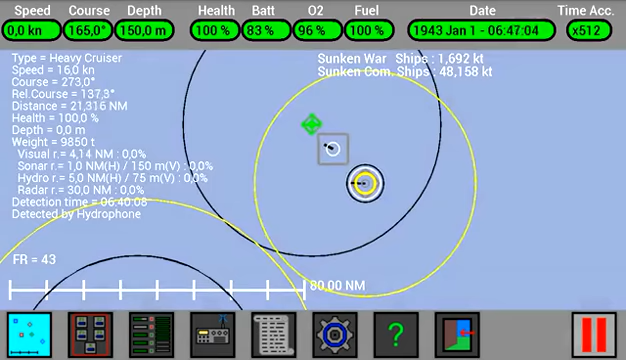 Speed Course Depth Health Batt O2 Fuel Date Time Acc.
0,0 kn 165,0° 150,0 m 100 % 83 % 96 % 100 % 1943 Jan 1 - 06:47:04 x512
Type = Heavy Cruiser
Speed = 16,0 kn
Course = 273,0°
Rel.Course = 137,3°
Distance = 21,316 NM
Health = 100,0 %
Depth = 0,0 m
Weight = 9850 t
Visual r.= 4,14 NM : 0,0%
Sonar r.= 1,0 NM(H) / 150 m(V) : 0,0%
Hydro r.= 5,0 NM(H) / 75 m(V) : 0,0%
Radar r.= 30,0 NM : 0,0%
Detection time = 06:40:08
Detected by Hydrophone
Sunken War Ships : 1,692 kt
Sunken Com. Ships : 48,158 kt
FR = 43
80.00 NM
?